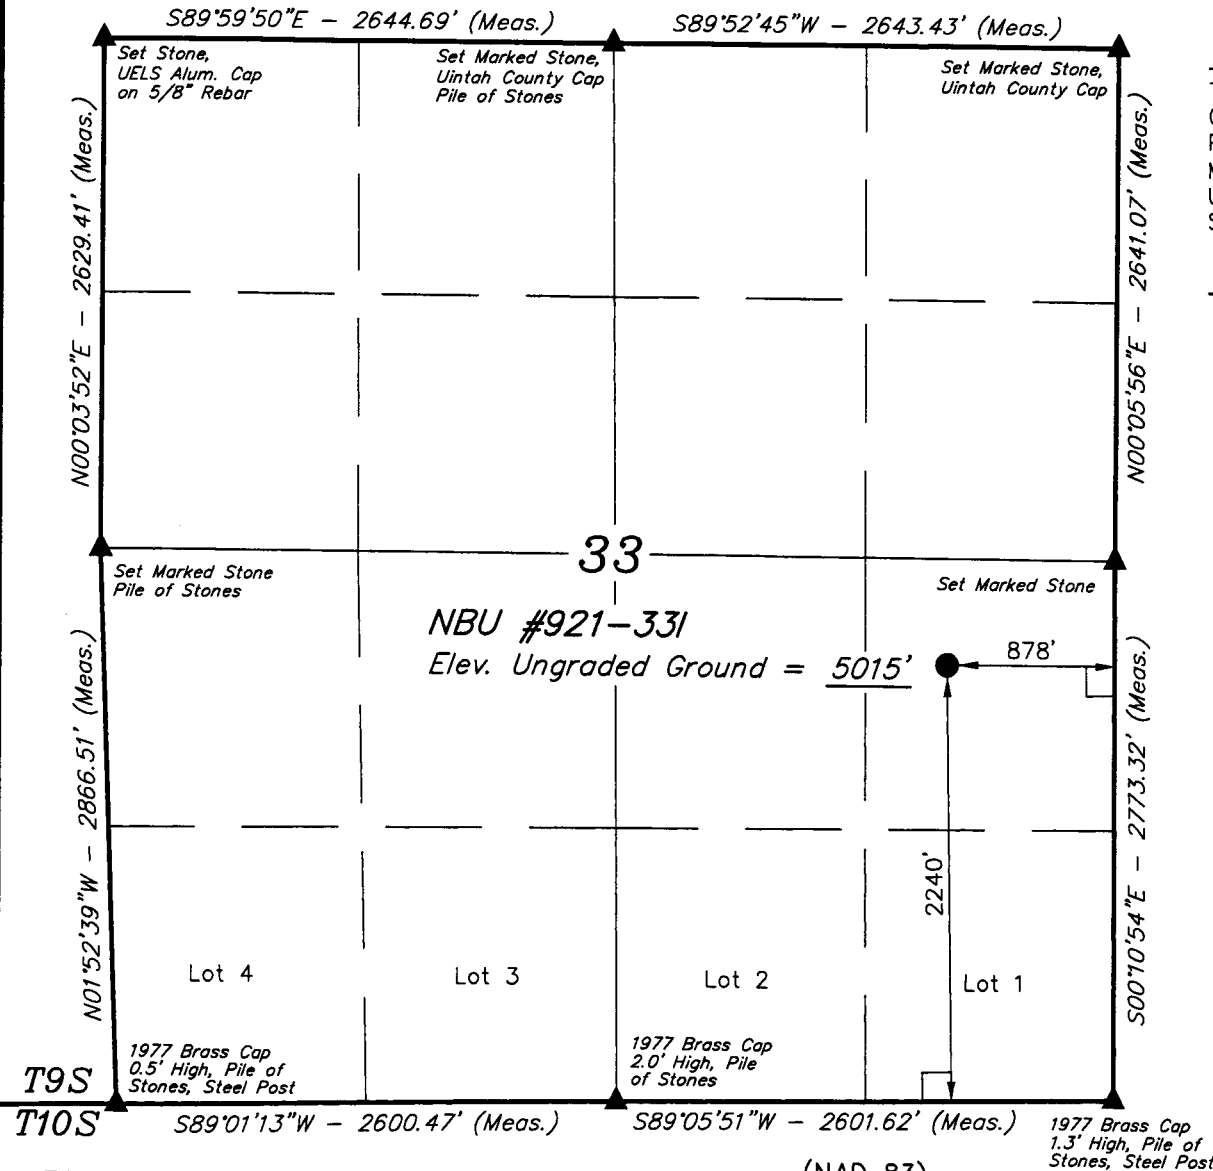 S89°59'50"E - 2644.69' (Meas.)
S89°52'45"W - 2643.43' (Meas.)
Set Stone,
UELS Alum. Cap
on 5/8" Rebar
Set Marked Stone,
Uintah County Cap
Pile of Stones
Set Marked Stone,
Uintah County Cap
N00°03'52"E - 2629.41' (Meas.)
N00°05'56"E - 2641.07' (Meas.)
33
Set Marked Stone
Pile of Stones
Set Marked Stone
NBU #921-33I
Elev. Ungraded Ground = 5015'
878'
2240'
N01°52'39"W - 2866.51' (Meas.)
S00°10'54"E - 2773.32' (Meas.)
Lot 4
Lot 3
Lot 2
Lot 1
1977 Brass Cap
0.5' High, Pile of
Stones, Steel Post
1977 Brass Cap
2.0' High, Pile
of Stones
T9S
T10S
S89°01'13"W - 2600.47' (Meas.)
S89°05'51"W - 2601.62' (Meas.)
1977 Brass Cap
1.3' High, Pile of
Stones, Steel Post
(NAD 83)